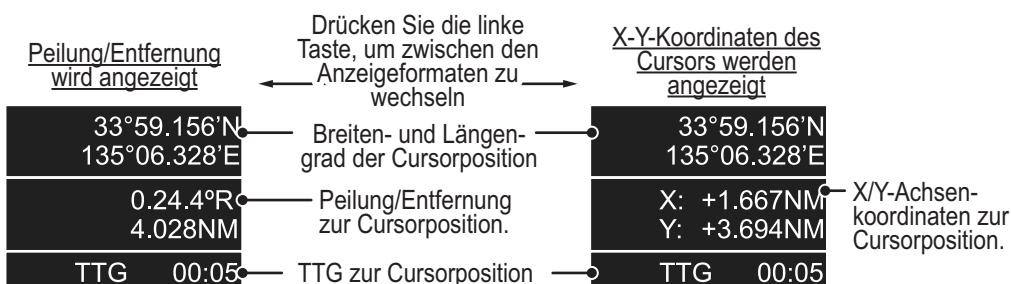 Peilung/Entfernung
wird angezeigt
33°59.156’N
135°06.328’E
0.24.4ºR
4.028NM
TTG 00:05
Drücken Sie die linke
Taste, um zwischen den
Anzeigeformaten zu
wechseln
Breiten- und Längen-
grad der Cursorposition
Peilung/Entfernung
zur Cursorposition.
TTG zur Cursorposition
X-Y-Koordinaten des
Cursors werden
angezeigt
33°59.156’N
135°06.328’E
X: +1.667NM
Y: +3.694NM
TTG 00:05
X/Y-Achsen-
koordinaten zur
Cursorposition.